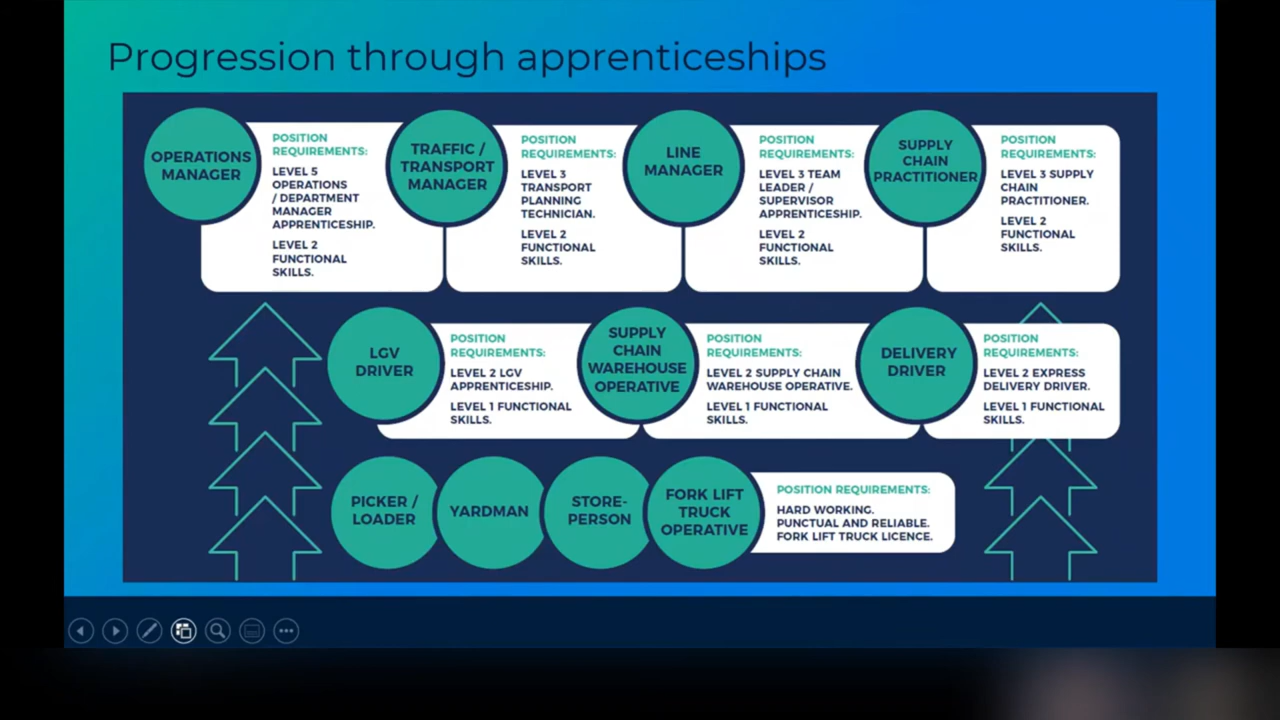 Progression through apprenticeships
OPERATIONS
MANAGER
POSITION
REQUIREMENTS:
LEVEL 5
OPERATIONS
/ DEPARTMENT
MANAGER
APPRENTICESHIP.
LEVEL 2
FUNCTIONAL
SKILLS.
TRAFFIC /
TRANSPORT
MANAGER
POSITION
REQUIREMENTS:
LEVEL 3
TRANSPORT
PLANNING
TECHNICIAN.
LEVEL 2
FUNCTIONAL
SKILLS.
LINE
MANAGER
POSITION
REQUIREMENTS:
LEVEL 3 TEAM
LEADER /
SUPERVISOR
APPRENTICESHIP.
LEVEL 2
FUNCTIONAL
SKILLS.
SUPPLY
CHAIN
PRACTITIONER
POSITION
REQUIREMENTS:
LEVEL 3 SUPPLY
CHAIN
PRACTITIONER.
LEVEL 2
FUNCTIONAL
SKILLS.
LGV
DRIVER
POSITION
REQUIREMENTS:
LEVEL 2 LGV
APPRENTICESHIP.
LEVEL 1 FUNCTIONAL
SKILLS.
SUPPLY
CHAIN
WAREHOUSE
OPERATIVE
POSITION
REQUIREMENTS:
LEVEL 2 SUPPLY CHAIN
WAREHOUSE OPERATIVE.
LEVEL 1 FUNCTIONAL
SKILLS.
DELIVERY
DRIVER
POSITION
REQUIREMENTS:
LEVEL 2 EXPRESS
DELIVERY DRIVER.
LEVEL 1 FUNCTIONAL
SKILLS.
PICKER /
LOADER
YARDMAN
STORE-
PERSON
FORK LIFT
TRUCK
OPERATIVE
POSITION REQUIREMENTS:
HARD WORKING.
PUNCTUAL AND RELIABLE.
FORK LIFT TRUCK LICENCE.